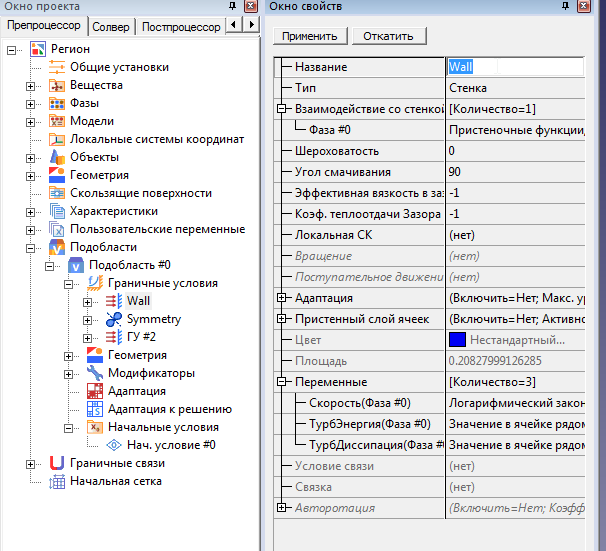 Окно проекта
Препроцессор Солвер Постпроцессор
Регион
Общие установки
Вещества
Фазы
Модели
Локальные системы координат
Объекты
Геометрия
Скользящие поверхности
Характеристики
Пользовательские переменные
Подобласти
Подобласть #0
Граничные условия
Wall
Symmetry
ГУ #2
Геометрия
Модификаторы
Адаптация
Адаптация к решению
Начальные условия
Нач. условие #0
Граничные связи
Начальная сетка
Окно свойств
Применить Откатить
Название Wall
Тип Стенка
Взаимодействие со стенкой [Количество=1]
Фаза #0 Пристеночные функции,
Шероховатость 0
Угол смачивания 90
Эффективная вязкость в за -1
Коэф. теплоотдачи Зазора -1
Локальная СК (нет)
Вращение (нет)
Поступательное движени (нет)
Адаптация (Включить=Нет; Макс. ур
Пристенный слой ячеек (Включить=Нет; Активно
Цвет Нестандартный...
Площадь 0.20827999126285
Переменные [Количество=3]
Скорость(Фаза #0) Логарифмический закон
ТурбЭнергия(Фаза #0) Значение в ячейке рядом
ТурбДиссипация(Фаза #0 Значение в ячейке рядом
Условие связи (нет)
Связка (нет)
Авторотация (Включить=Нет; Коэфф